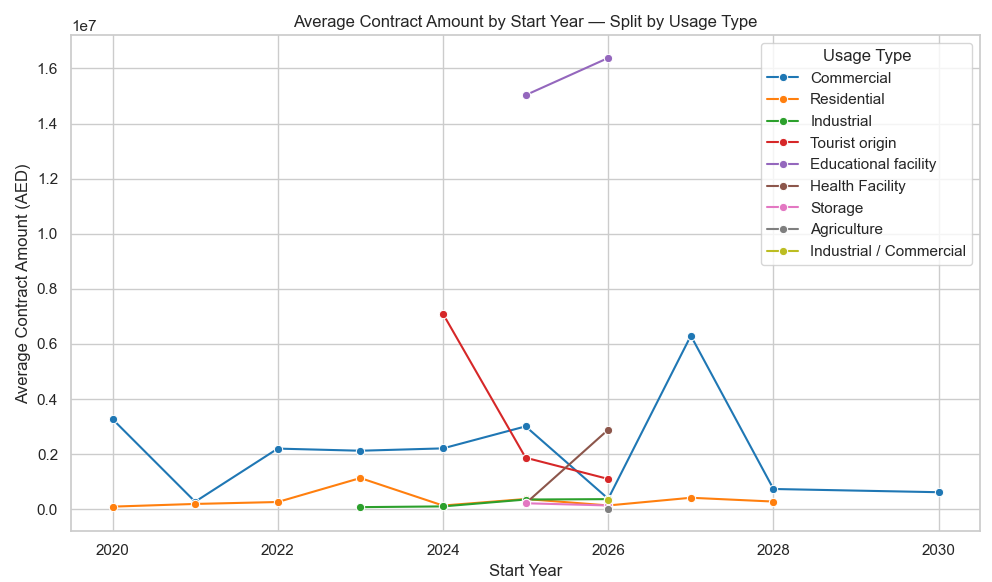 Average Contract Amount by Start Year — Split by Usage Type
1e7
1.6
1.4
1.2
1.0
0.8
0.6
0.4
0.2
0.0
Average Contract Amount (AED)
2020
2022
2024
2026
2028
2030
Start Year
Usage Type
Commercial
Residential
Industrial
Tourist origin
Educational facility
Health Facility
Storage
Agriculture
Industrial / Commercial